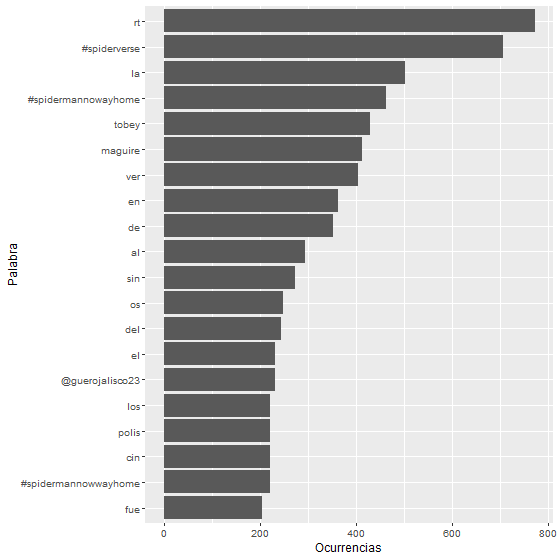 rt
#spiderverse
la
#spidermannowayhome
tobey
maguire
ver
en
de
al
sin
os
del
el
@guerojalisco23
los
polis
cin
#spidermannowwayhome
fue
Palabra
0 200 400 600 800
Ocurrencias